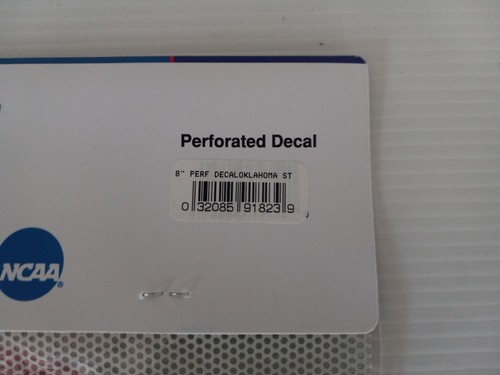 Perforated Decal
8" PERF DECALOKLAHOMA ST
0 32085 91823 9
NCAA®